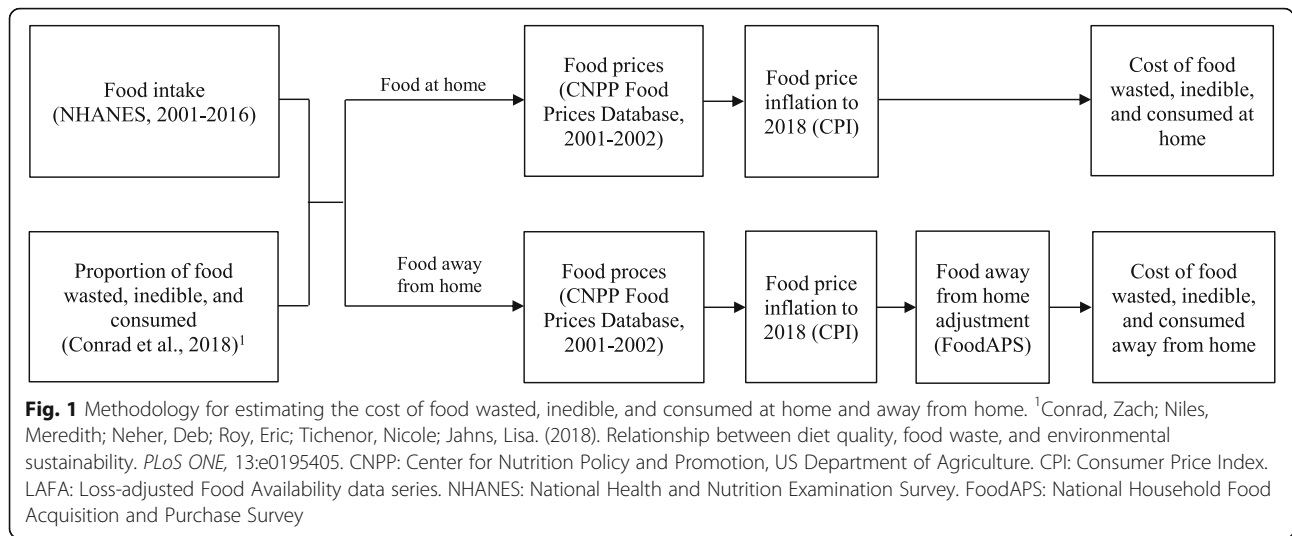 Food intake
(NHANES, 2001-2016)
Food at home
Food prices
(CNPP Food
Prices Database,
2001-2002)
Food price
inflation to
2018 (CPI)
Cost of food
wasted, inedible,
and consumed at
home
Proportion of food
wasted, inedible, and
consumed
(Conrad et al., 2018)¹
Food away
from home
Food proces
(CNPP Food
Prices Database,
2001-2002)
Food price
inflation to
2018 (CPI)
Food away
from home
adjustment
(FoodAPS)
Cost of food
wasted, inedible,
and consumed
away from home
Fig. 1 Methodology for estimating the cost of food wasted, inedible, and consumed at home and away from home. ¹Conrad, Zach; Niles,
Meredith; Neher, Deb; Roy, Eric; Tichenor, Nicole; Jahns, Lisa. (2018). Relationship between diet quality, food waste, and environmental
sustainability. PLoS ONE, 13:e0195405. CNPP: Center for Nutrition Policy and Promotion, US Department of Agriculture. CPI: Consumer Price Index.
LAFA: Loss-adjusted Food Availability data series. NHANES: National Health and Nutrition Examination Survey. FoodAPS: National Household Food
Acquisition and Purchase Survey